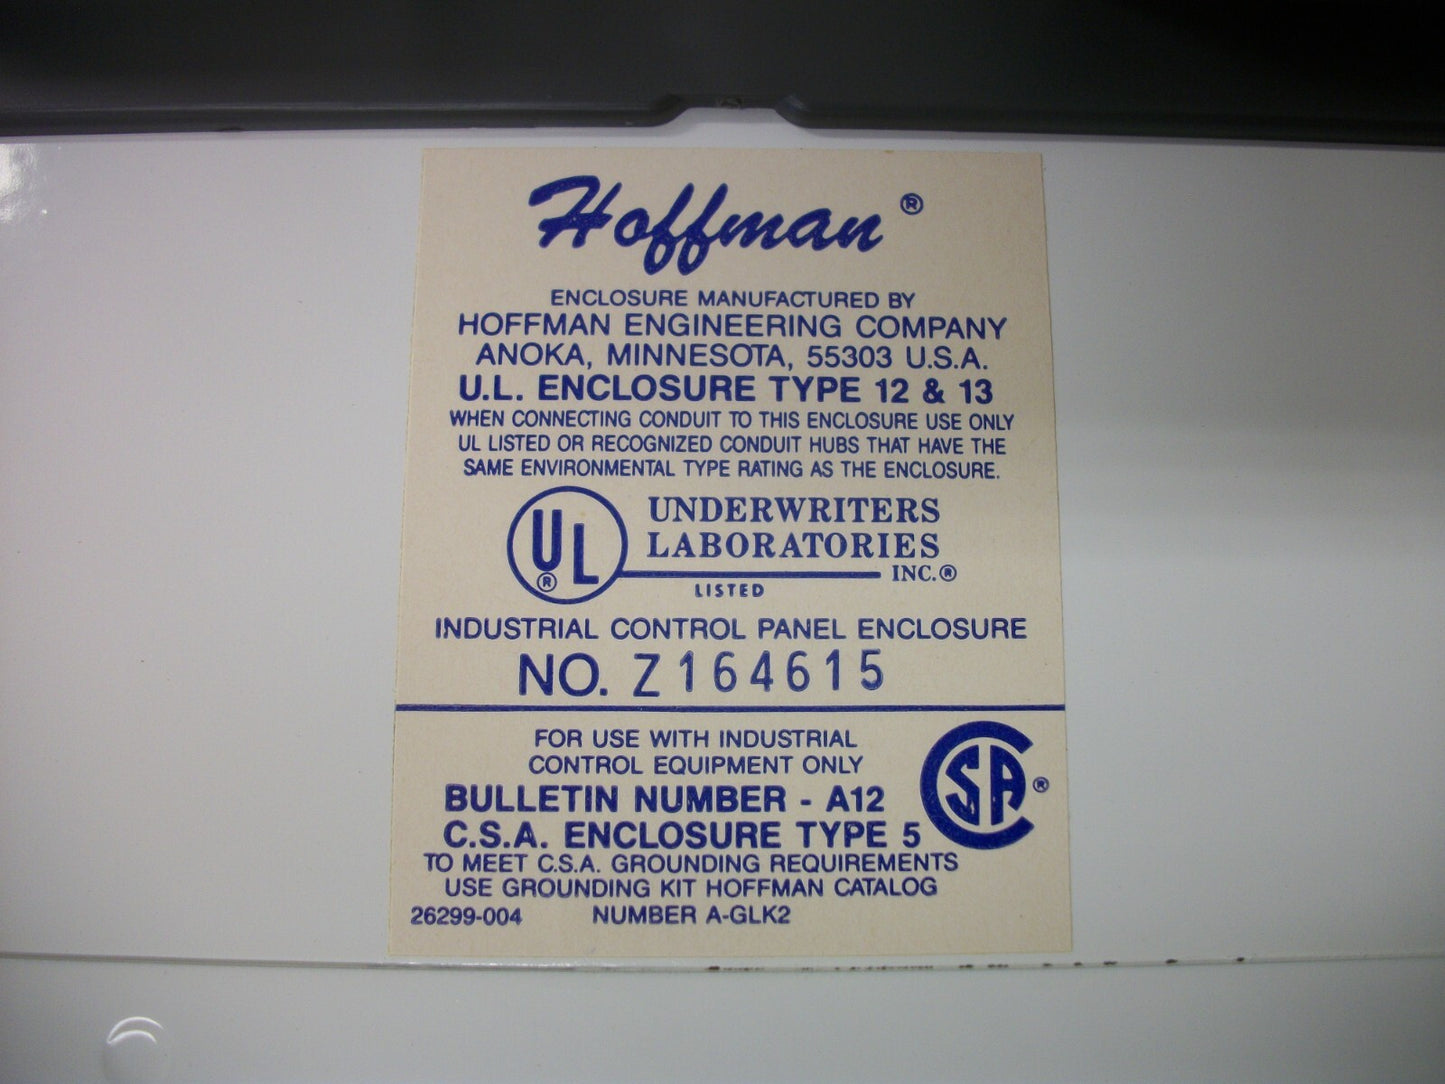 Hoffman®
ENCLOSURE MANUFACTURED BY
HOFFMAN ENGINEERING COMPANY
ANOKA, MINNESOTA, 55303 U.S.A.
U.L. ENCLOSURE TYPE 12 & 13
WHEN CONNECTING CONDUIT TO THIS ENCLOSURE USE ONLY
UL LISTED OR RECOGNIZED CONDUIT HUBS THAT HAVE THE
SAME ENVIRONMENTAL TYPE RATING AS THE ENCLOSURE.
UL®
UNDERWRITERS
LABORATORIES
INC.®
LISTED
INDUSTRIAL CONTROL PANEL ENCLOSURE
NO. Z164615
FOR USE WITH INDUSTRIAL
CONTROL EQUIPMENT ONLY
CSA®
BULLETIN NUMBER - A12
C.S.A. ENCLOSURE TYPE 5
TO MEET C.S.A. GROUNDING REQUIREMENTS
USE GROUNDING KIT HOFFMAN CATALOG
26299-004 NUMBER A-GLK2